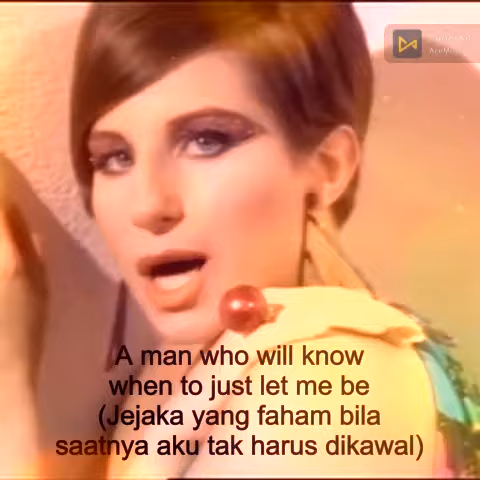 A man who will know
when to just let me be
(Jejaka yang faham bila
saatnya aku tak harus dikawal)